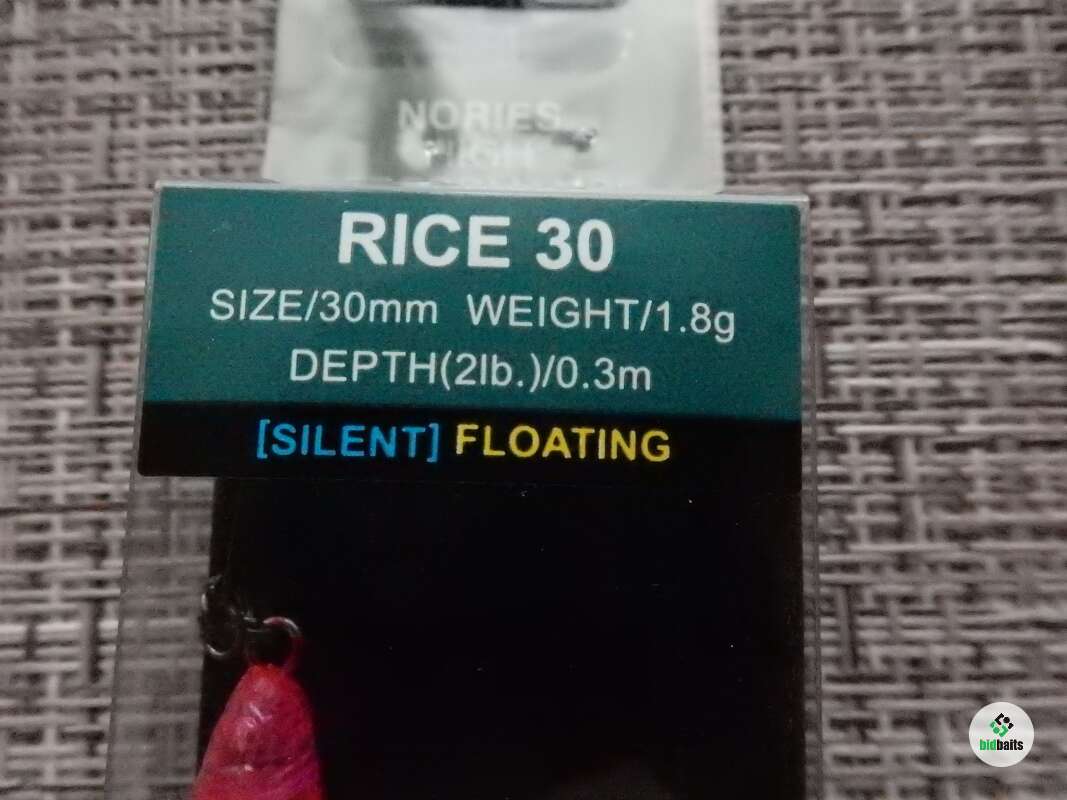 NORIES
RICE 30
SIZE/30mm WEIGHT/1.8g
DEPTH(2lb.)/0.3m
[SILENT] FLOATING
bidbaits